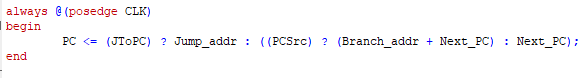 always @(posedge CLK)
begin
PC <= (JToPC) ? Jump_addr : ((PCSrc) ? (Branch_addr + Next_PC) : Next_PC);
end